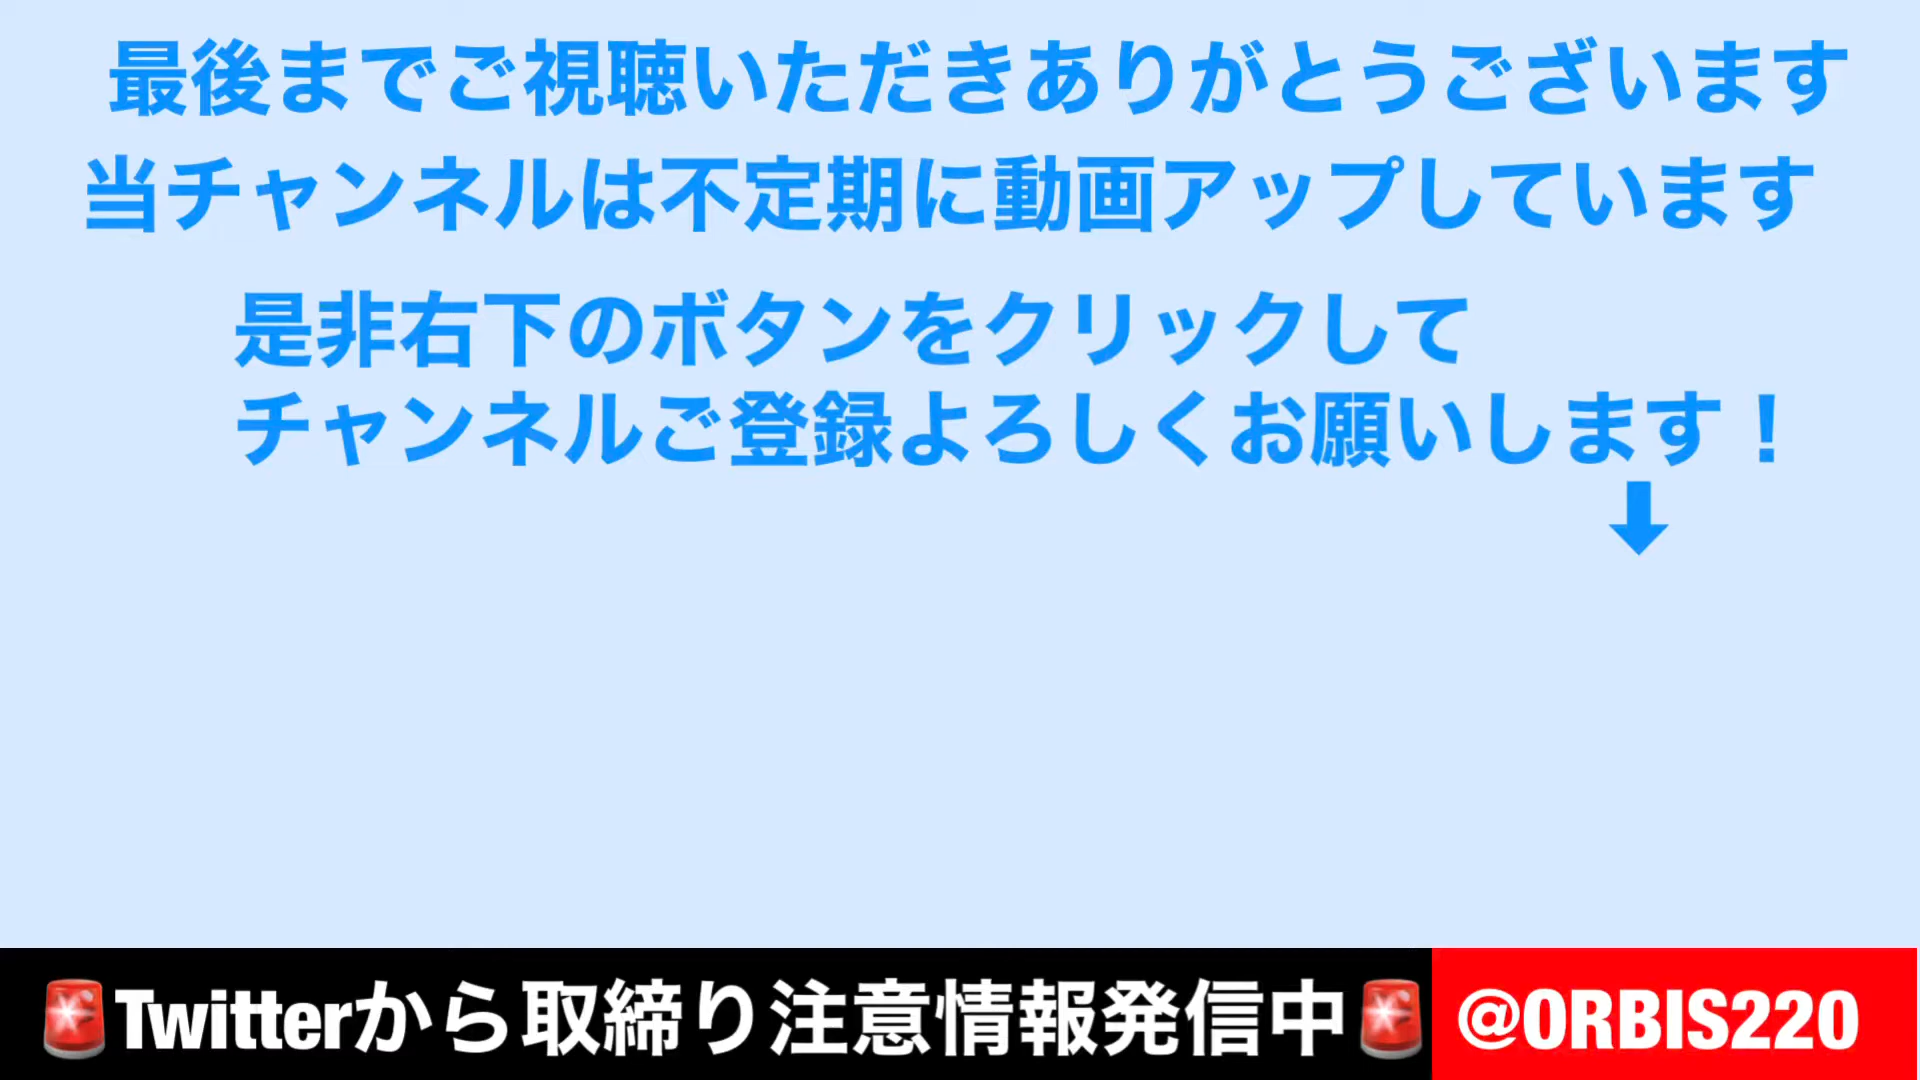 最後までご視聴いただきありがとうございます
当チャンネルは不定期に動画アップしています
是非右下のボタンをクリックして
チャンネルご登録よろしくお願いします！
⬇
🚨Twitterから取締り注意情報発信中🚨 @ORBIS220